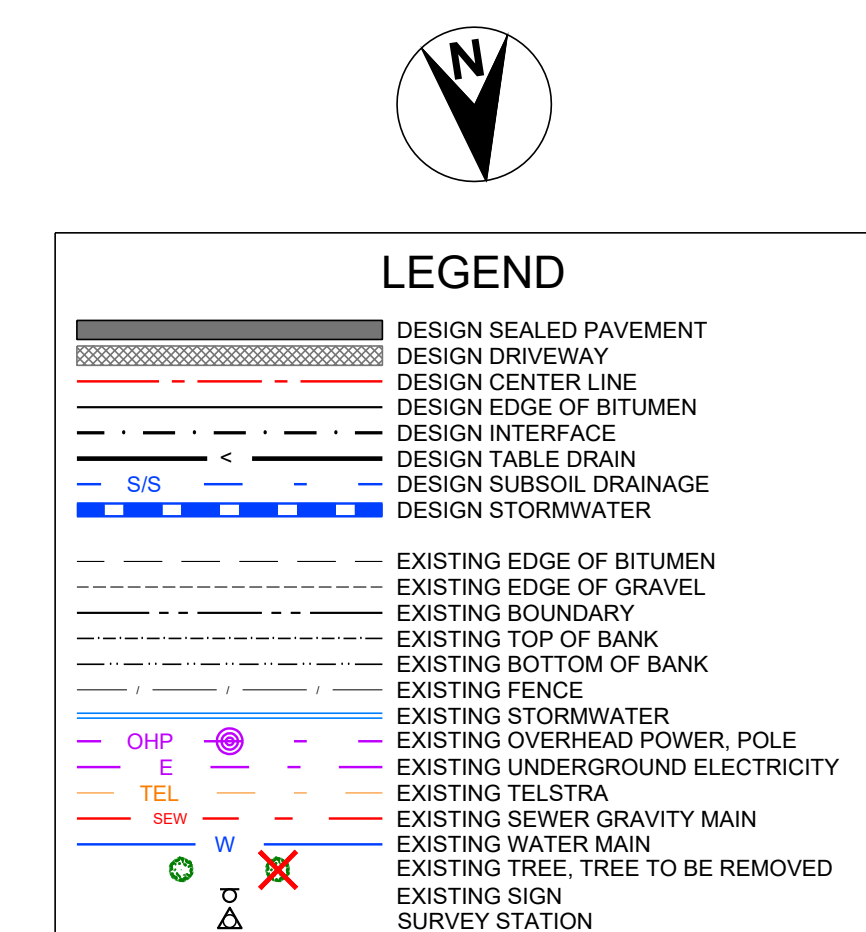 N
LEGEND
DESIGN SEALED PAVEMENT
DESIGN DRIVEWAY
DESIGN CENTER LINE
DESIGN EDGE OF BITUMEN
DESIGN INTERFACE
< DESIGN TABLE DRAIN
S/S DESIGN SUBSOIL DRAINAGE
DESIGN STORMWATER
EXISTING EDGE OF BITUMEN
EXISTING EDGE OF GRAVEL
EXISTING BOUNDARY
EXISTING TOP OF BANK
EXISTING BOTTOM OF BANK
EXISTING FENCE
EXISTING STORMWATER
OHP EXISTING OVERHEAD POWER, POLE
E EXISTING UNDERGROUND ELECTRICITY
TEL EXISTING TELSTRA
SEW EXISTING SEWER GRAVITY MAIN
W EXISTING WATER MAIN
EXISTING TREE, TREE TO BE REMOVED
EXISTING SIGN
SURVEY STATION